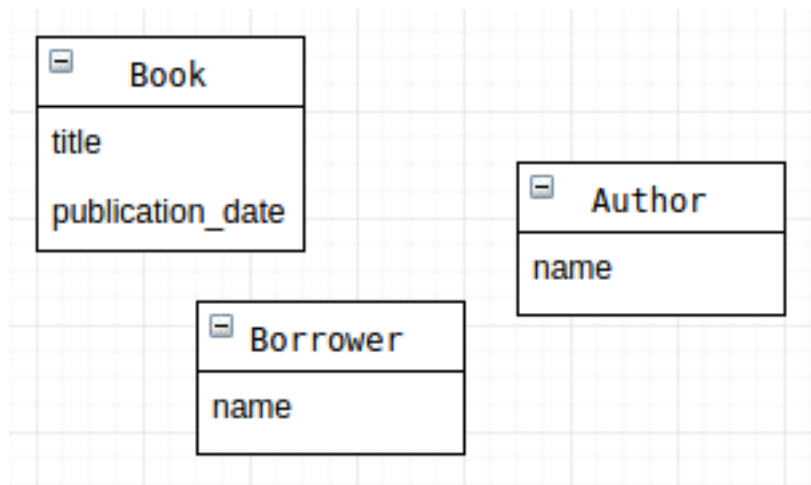 Book
title
publication_date
Author
name
Borrower
name